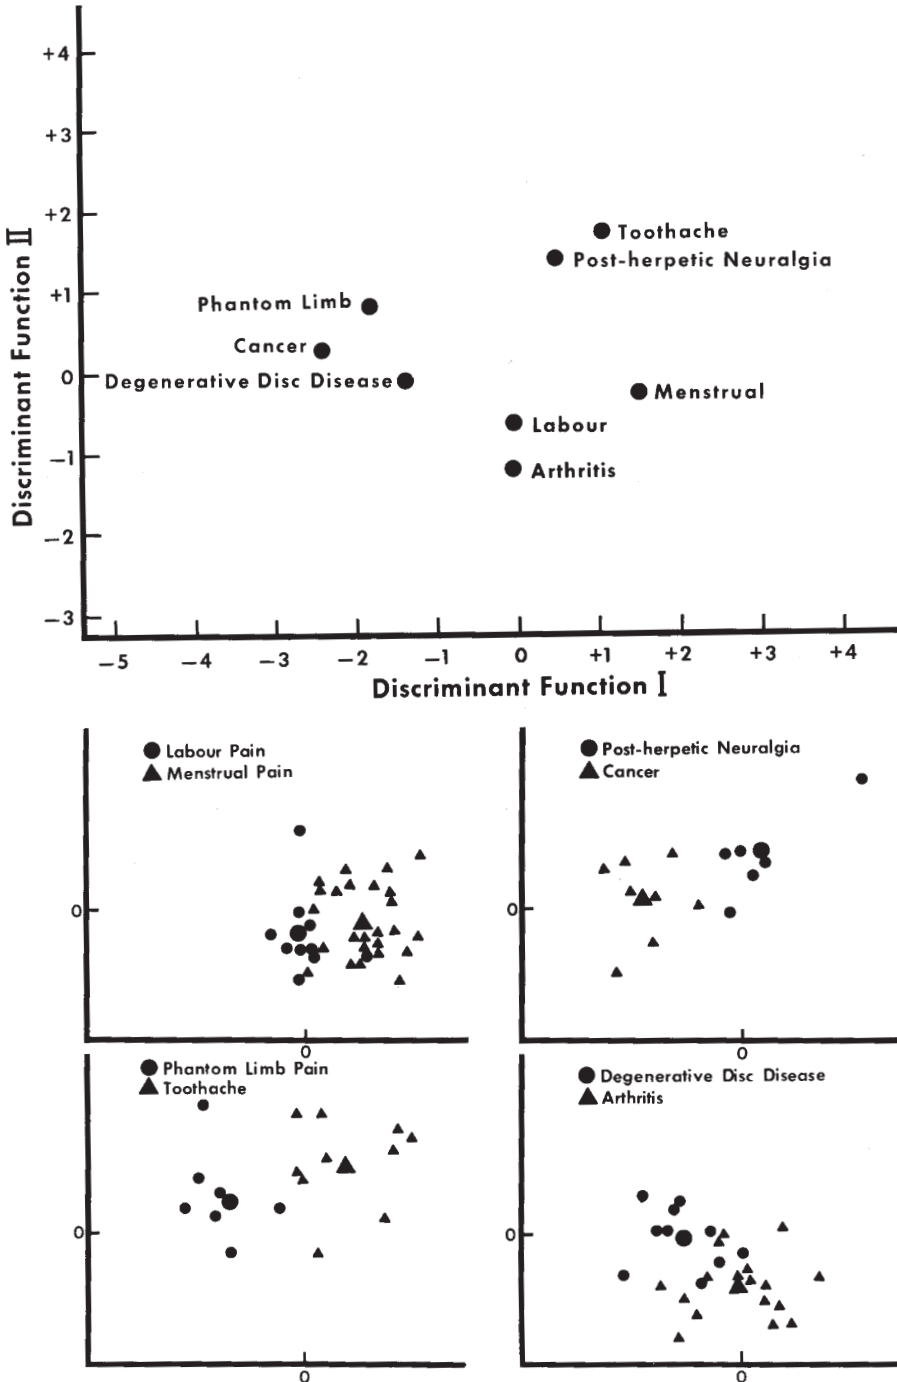 +4
+3
+2
+1
0
−1
−2
−3
Discriminant Function II
Toothache
Post-herpetic Neuralgia
Phantom Limb
Cancer
Degenerative Disc Disease
Menstrual
Labour
Arthritis
−5 −4 −3 −2 −1 0 +1 +2 +3 +4
Discriminant Function I
Labour Pain
Menstrual Pain
0
0
Post-herpetic Neuralgia
Cancer
0
0
Phantom Limb Pain
Toothache
0
0
Degenerative Disc Disease
Arthritis
0
0